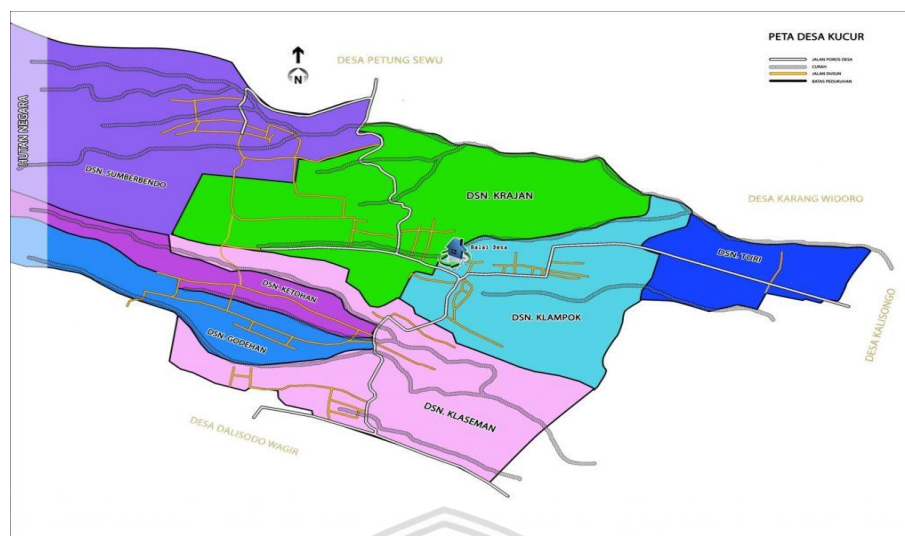 PETA DESA KUCUR
JALAN POROS DESA
CURAH
JALAN DUSUN
BATAS PEDUKUHAN
N
DESA PETUNG SEWU
HUTAN NEGARA
DSN. SUMBERBENDO
DSN. KRAJAN
DESA KARANG WIDORO
Balai Desa
DSN. TURI
DSN. KETOHAN
DSN. KLAMPOK
DSN. GODEHAN
DESA KALISONGO
DSN. KLASEMAN
DESA DALISODO WAGIR